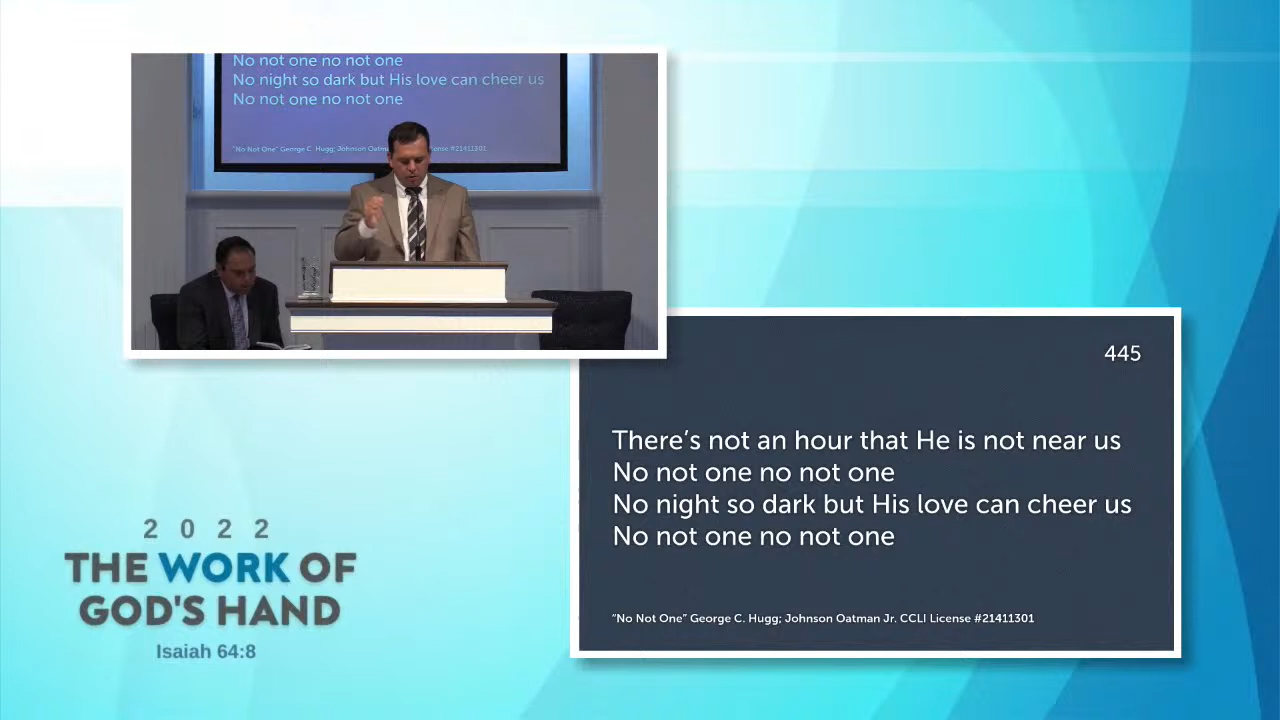 No not one no not one
No night so dark but His love can cheer us
No not one no not one
"No Not One" George C. Hugg; Johnson Oatman License #21411301
445
There's not an hour that He is not near us
No not one no not one
No night so dark but His love can cheer us
No not one no not one
"No Not One" George C. Hugg; Johnson Oatman Jr. CCLI License #21411301
2022
THE WORK OF
GOD'S HAND
Isaiah 64:8